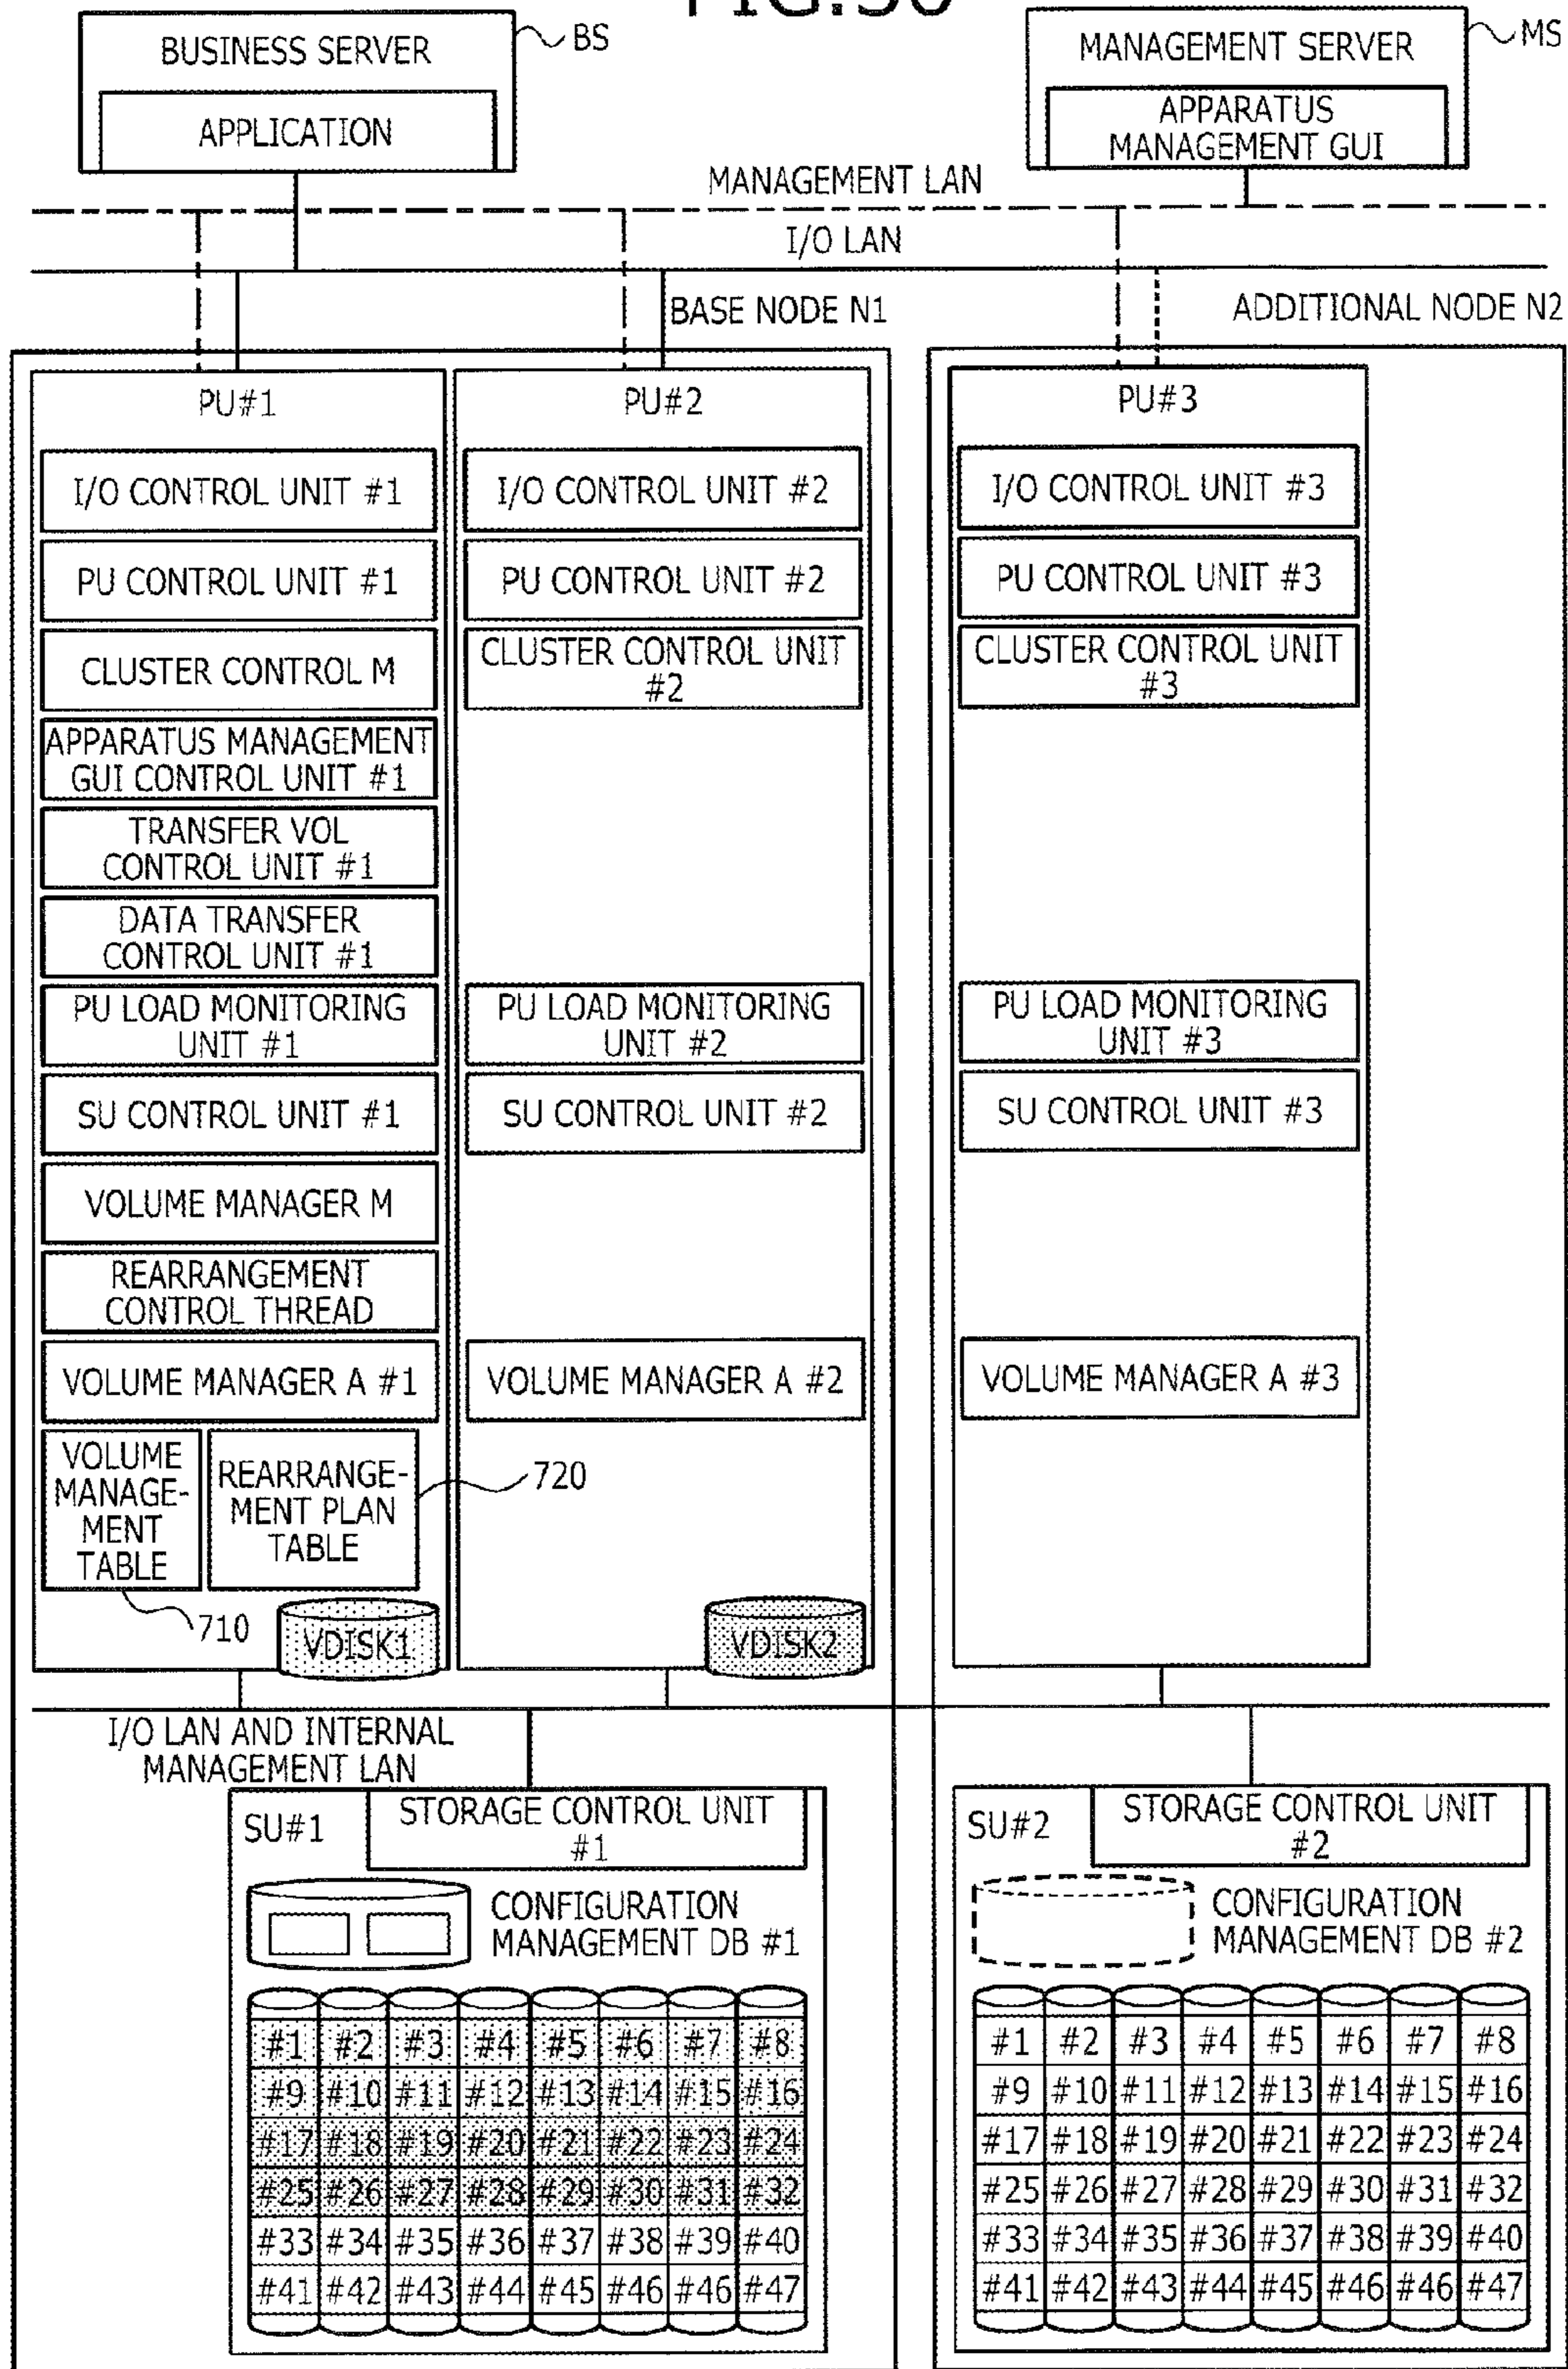 FIG.30
BUSINESS SERVER
BS
APPLICATION
MANAGEMENT SERVER
MS
APPARATUS
MANAGEMENT GUI
MANAGEMENT LAN
I/O LAN
BASE NODE N1
ADDITIONAL NODE N2
PU#1
I/O CONTROL UNIT #1
PU CONTROL UNIT #1
CLUSTER CONTROL M
APPARATUS MANAGEMENT
GUI CONTROL UNIT #1
TRANSFER VOL
CONTROL UNIT #1
DATA TRANSFER
CONTROL UNIT #1
PU LOAD MONITORING
UNIT #1
SU CONTROL UNIT #1
VOLUME MANAGER M
REARRANGEMENT
CONTROL THREAD
VOLUME MANAGER A #1
VOLUME
MANAGE-
MENT
TABLE
710
REARRANGE-
MENT PLAN
TABLE
720
VDISK1
PU#2
I/O CONTROL UNIT #2
PU CONTROL UNIT #2
CLUSTER CONTROL UNIT
#2
PU LOAD MONITORING
UNIT #2
SU CONTROL UNIT #2
VOLUME MANAGER A #2
VDISK2
PU#3
I/O CONTROL UNIT #3
PU CONTROL UNIT #3
CLUSTER CONTROL UNIT
#3
PU LOAD MONITORING
UNIT #3
SU CONTROL UNIT #3
VOLUME MANAGER A #3
I/O LAN AND INTERNAL
MANAGEMENT LAN
SU#1
STORAGE CONTROL UNIT
#1
CONFIGURATION
MANAGEMENT DB #1
#1 #2 #3 #4 #5 #6 #7 #8
#9 #10 #11 #12 #13 #14 #15 #16
#17 #18 #19 #20 #21 #22 #23 #24
#25 #26 #27 #28 #29 #30 #31 #32
#33 #34 #35 #36 #37 #38 #39 #40
#41 #42 #43 #44 #45 #46 #46 #47
SU#2
STORAGE CONTROL UNIT
#2
CONFIGURATION
MANAGEMENT DB #2
#1 #2 #3 #4 #5 #6 #7 #8
#9 #10 #11 #12 #13 #14 #15 #16
#17 #18 #19 #20 #21 #22 #23 #24
#25 #26 #27 #28 #29 #30 #31 #32
#33 #34 #35 #36 #37 #38 #39 #40
#41 #42 #43 #44 #45 #46 #46 #47